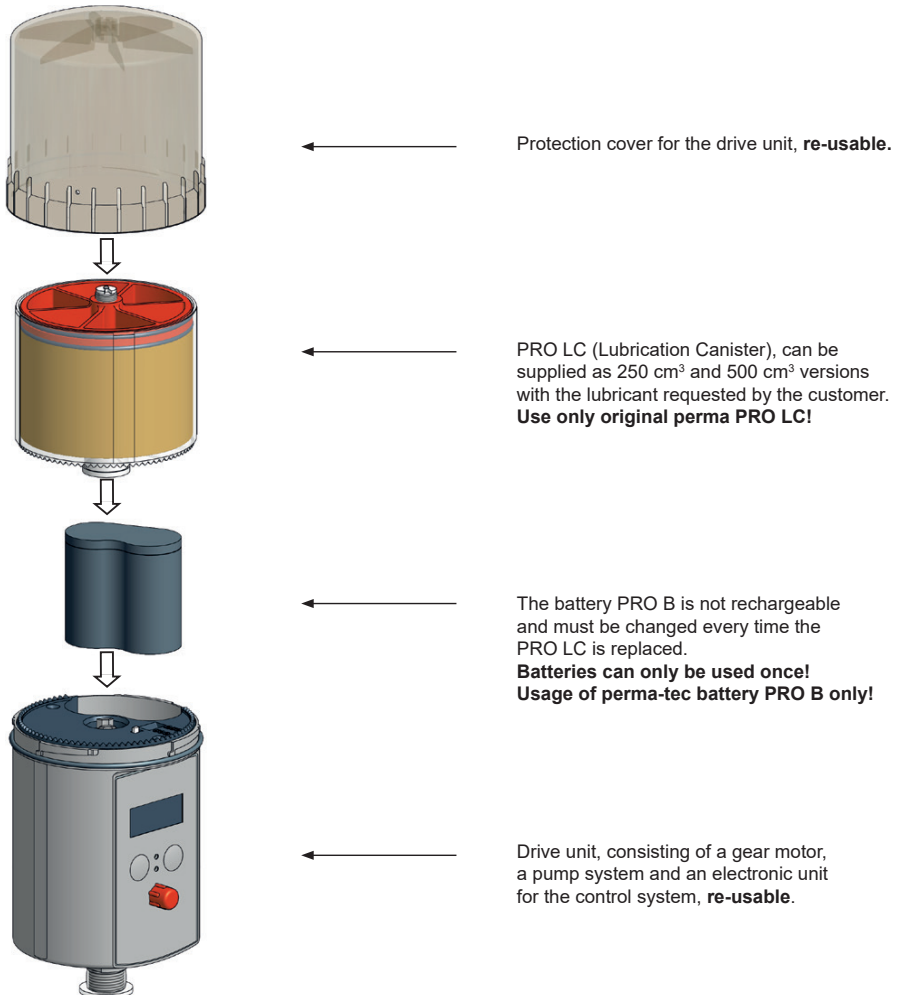 Protection cover for the drive unit, re-usable.
PRO LC (Lubrication Canister), can be
supplied as 250 cm³ and 500 cm³ versions
with the lubricant requested by the customer.
Use only original perma PRO LC!
The battery PRO B is not rechargeable
and must be changed every time the
PRO LC is replaced.
Batteries can only be used once!
Usage of perma-tec battery PRO B only!
Drive unit, consisting of a gear motor,
a pump system and an electronic unit
for the control system, re-usable.